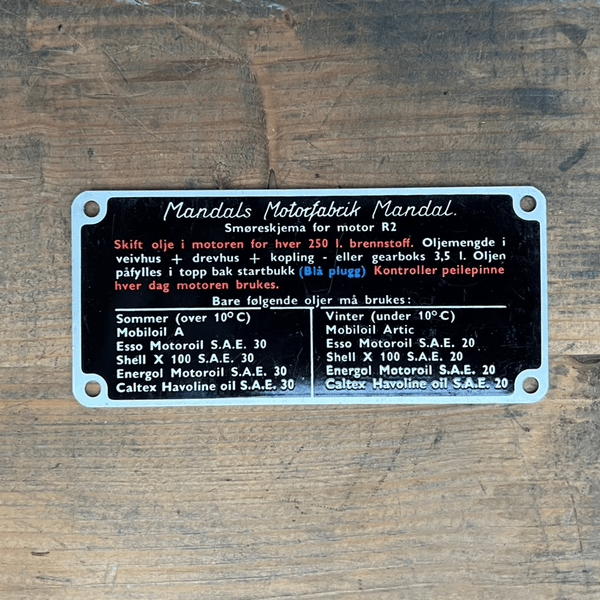 Mandals Motorfabrik Mandal.
Smøreskjema for motor R2
Skift olje i motoren for hver 250 l. brennstoff. Oljemengde i
veivhus + drevhus + kopling - eller gearboks 3,5 l. Oljen
påfylles i topp bak startbukk (Blå plugg) Kontroller peilepinne
hver dag motoren brukes.
Bare følgende oljer må brukes:
Sommer (over 10° C)
Mobiloil A
Esso Motoroil S.A.E. 30
Shell X 100 S.A.E. 30
Energol Motoroil S.A.E. 30
Caltex Havoline oil S.A.E. 30
Vinter (under 10° C)
Mobiloil Artic
Esso Motoroil S.A.E. 20
Shell X 100 S.A.E. 20
Energol Motoroil S.A.E. 20
Caltex Havoline oil S.A.E. 20